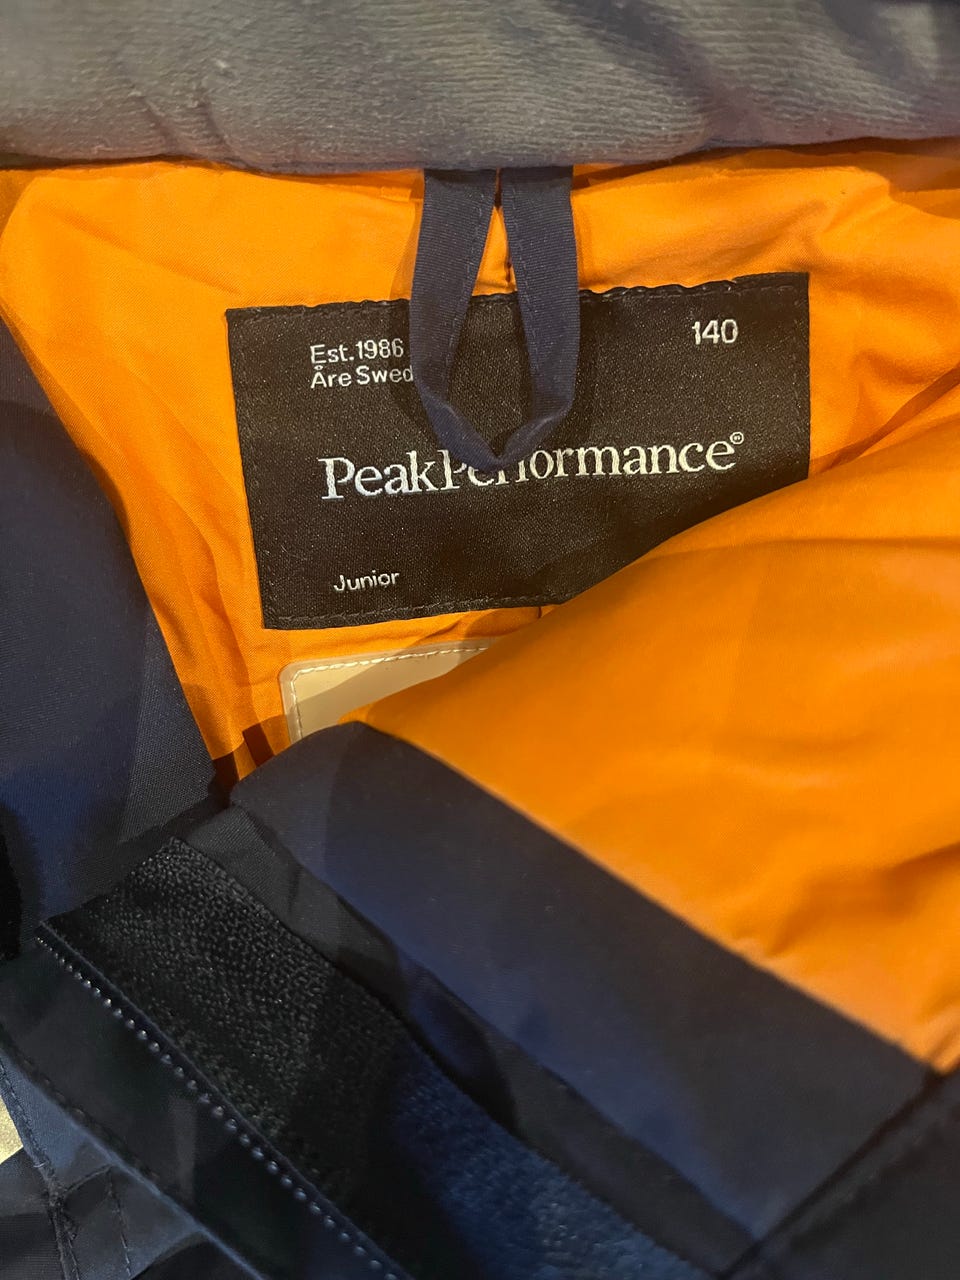 Est.1986
Åre Swed
140
PeakPerformance®
Junior